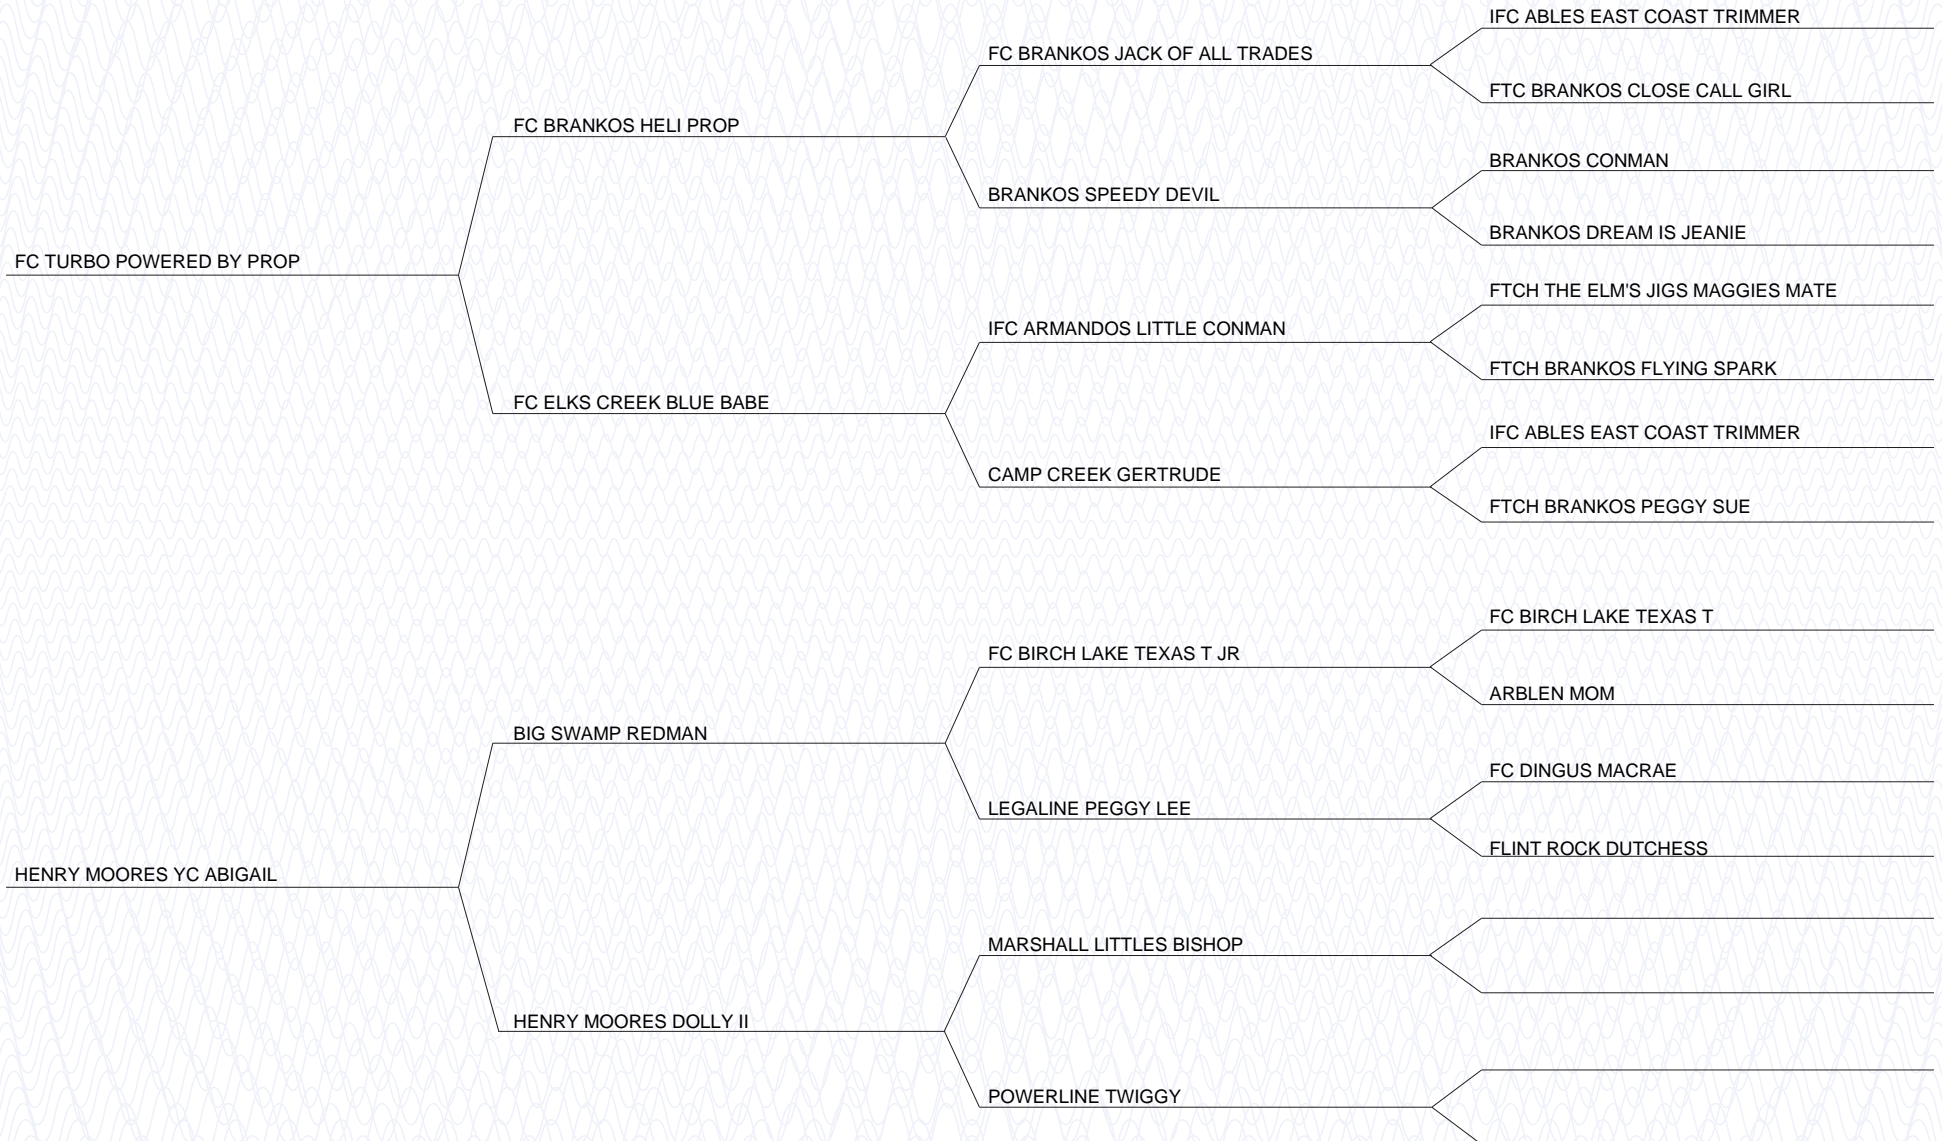 IFC ABLES EAST COAST TRIMMER
FC BRANKOS JACK OF ALL TRADES
FTC BRANKOS CLOSE CALL GIRL
FC BRANKOS HELI PROP
BRANKOS CONMAN
BRANKOS SPEEDY DEVIL
BRANKOS DREAM IS JEANIE
FC TURBO POWERED BY PROP
FTCH THE ELM'S JIGS MAGGIES MATE
IFC ARMANDOS LITTLE CONMAN
FTCH BRANKOS FLYING SPARK
FC ELKS CREEK BLUE BABE
IFC ABLES EAST COAST TRIMMER
CAMP CREEK GERTRUDE
FTCH BRANKOS PEGGY SUE
FC BIRCH LAKE TEXAS T
FC BIRCH LAKE TEXAS T JR
ARBLEN MOM
BIG SWAMP REDMAN
FC DINGUS MACRAE
LEGALINE PEGGY LEE
FLINT ROCK DUTCHESS
HENRY MOORES YC ABIGAIL
MARSHALL LITTLES BISHOP
HENRY MOORES DOLLY II
POWERLINE TWIGGY